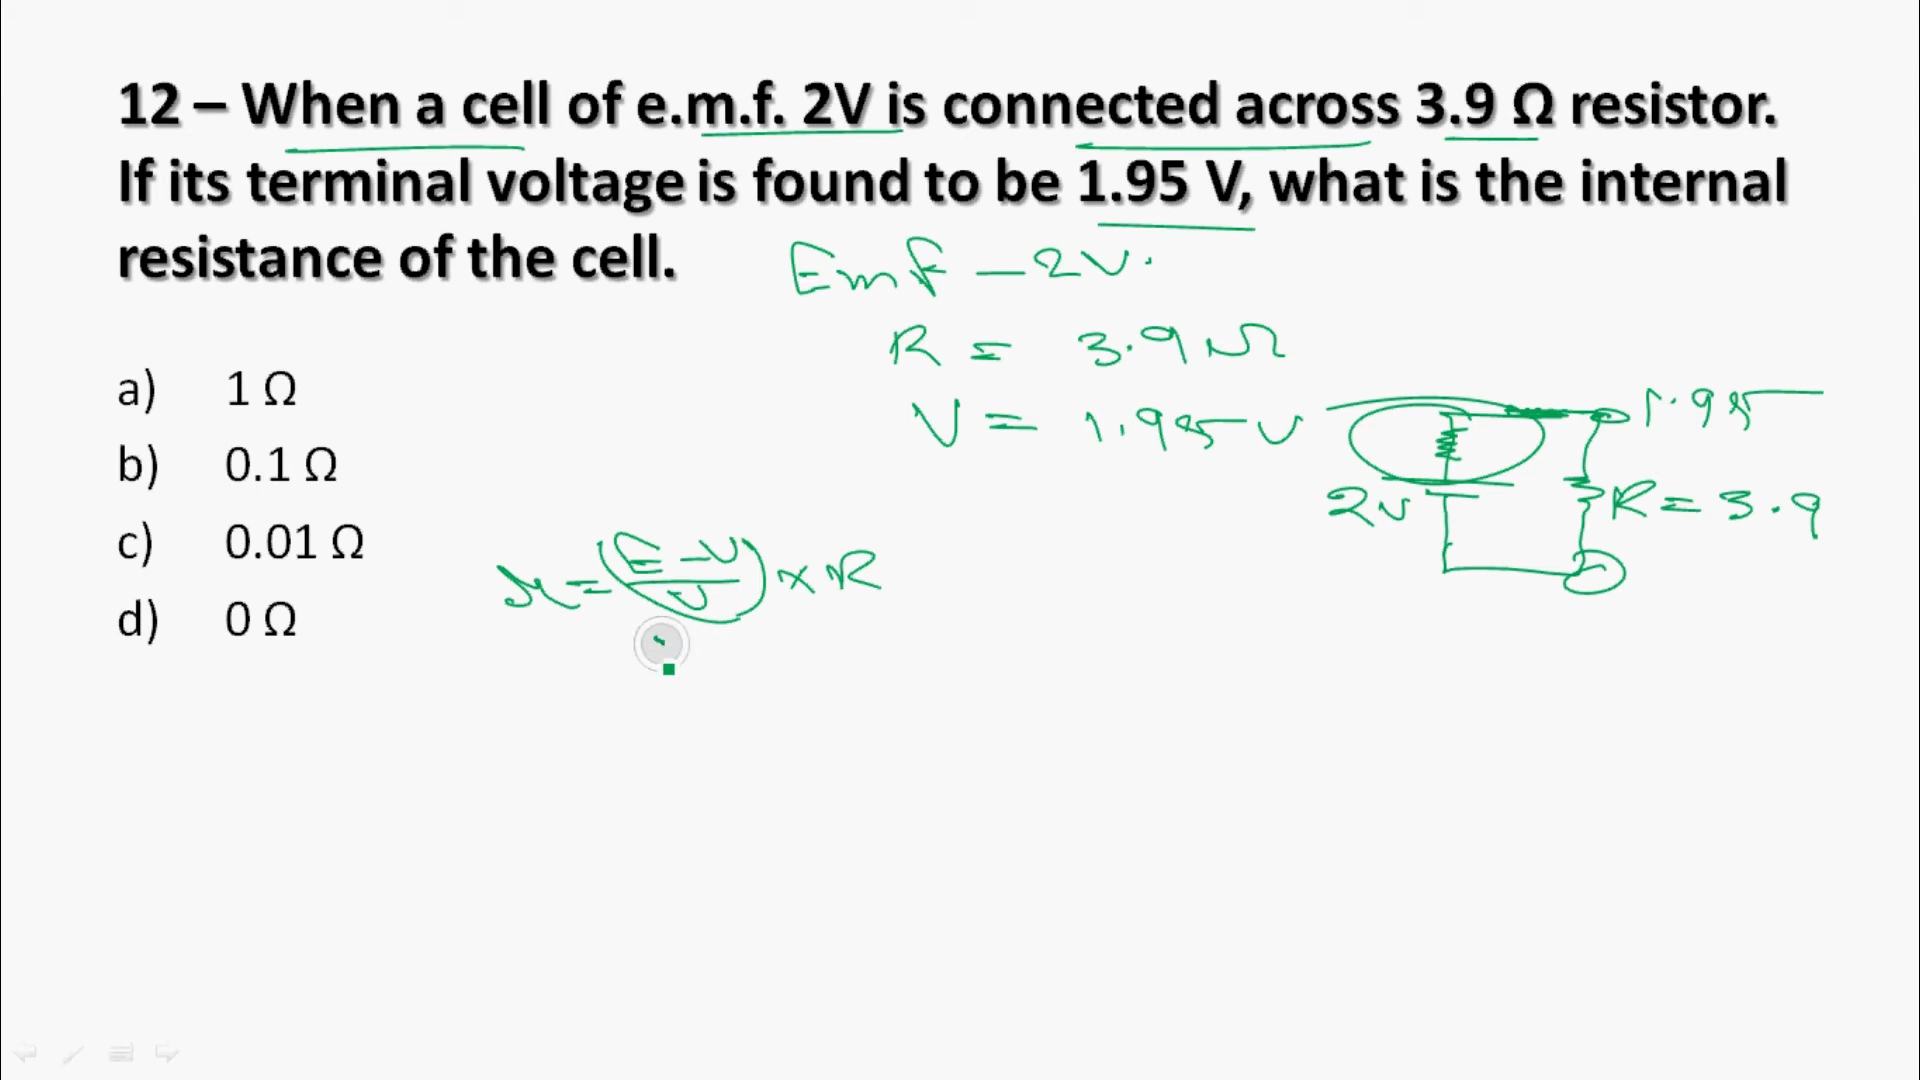 12 – When a cell of e.m.f. 2V is connected across 3.9 Ω resistor.
If its terminal voltage is found to be 1.95 V, what is the internal
resistance of the cell.
Emf – 2V.
R = 3.9 Ω
V = 1.95 V
a) 1 Ω
b) 0.1 Ω
c) 0.01 Ω
d) 0 Ω
1.95
2v
R = 3.9
r = (E – V / V) × R